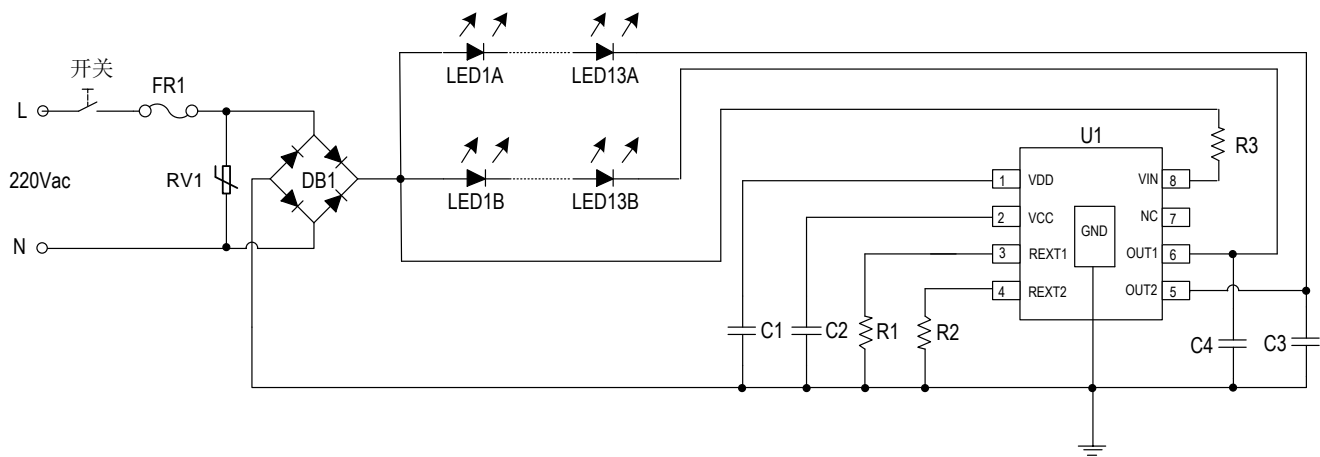 开关
L
FR1
220Vac
RV1
DB1
N
LED1A
LED13A
LED1B
LED13B
U1
R3
1
VDD
VIN
8
2
VCC
NC
7
GND
3
REXT1
OUT1
6
4
REXT2
OUT2
5
C1
C2
R1
R2
C4
C3